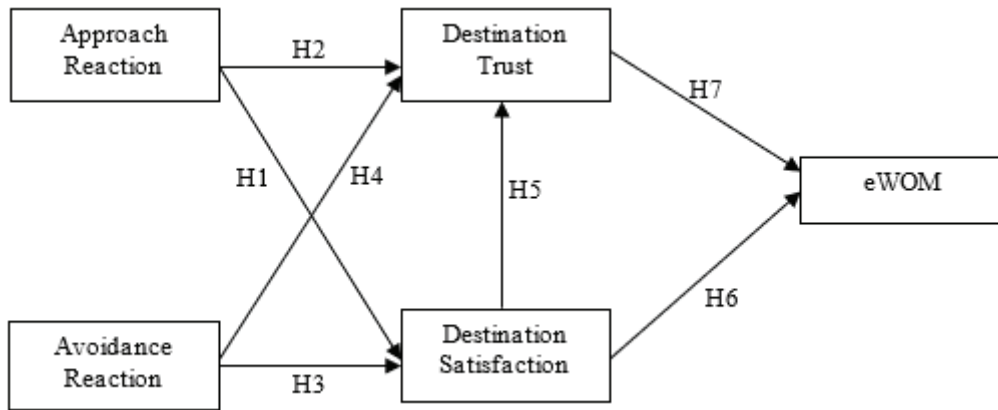 Approach
Reaction
H2
Destination
Trust
H7
H1
H4
H5
eWOM
H6
Avoidance
Reaction
H3
Destination
Satisfaction